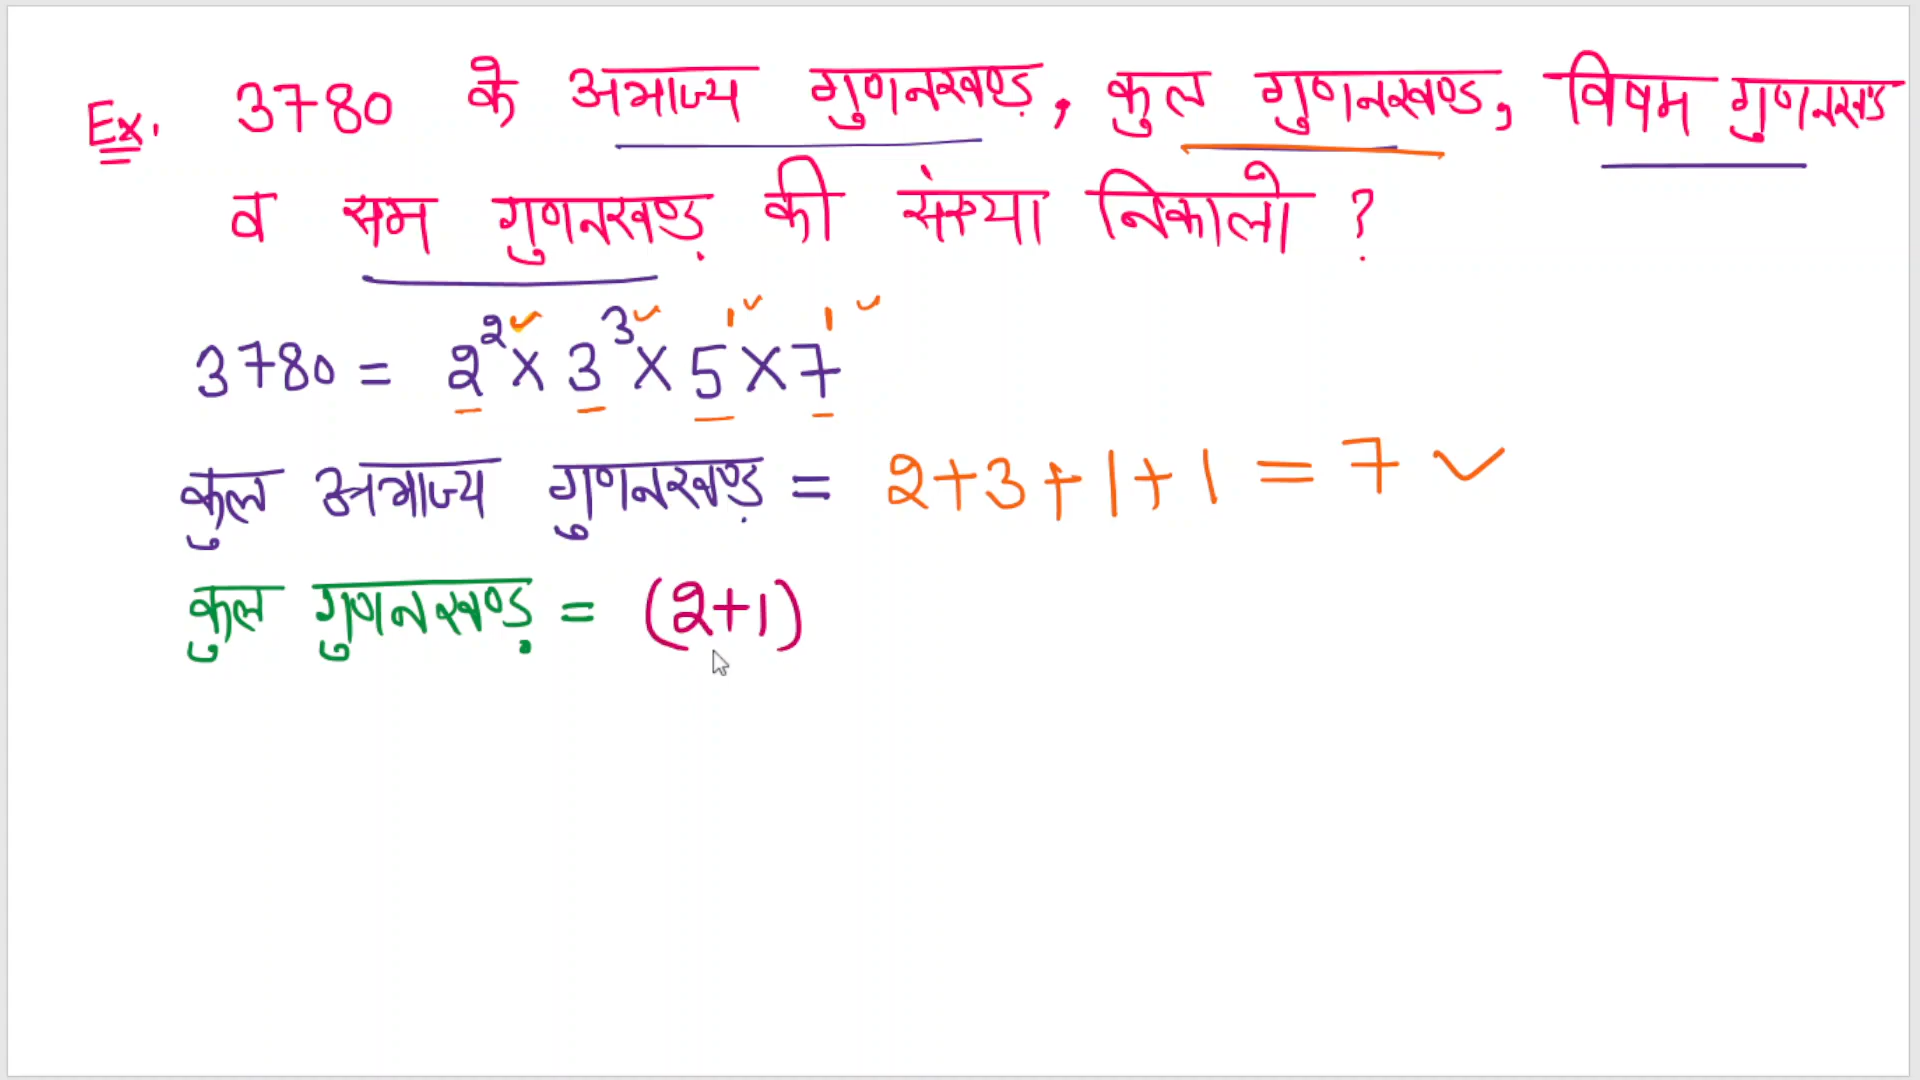 Ex. 3780 के अभाज्य गुणनखण्ड, कुल गुणनखण्ड, विषम गुणनखण्ड
व सम गुणनखण्ड की संख्या निकालो ?
3780 = 2² × 3³ × 5¹ × 7¹
कुल अभाज्य गुणनखण्ड = 2+3+1+1 = 7 ✓
कुल गुणनखण्ड = (2+1)